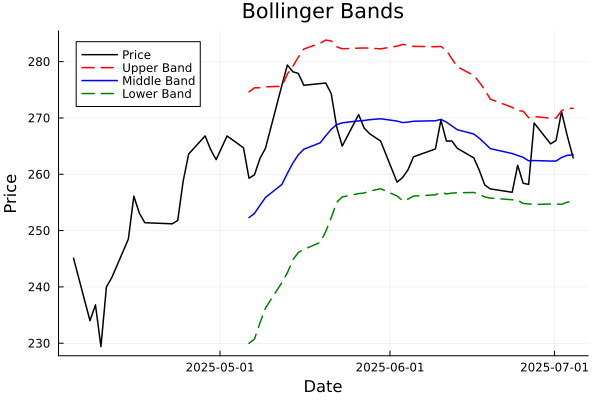 Bollinger Bands
Price
Upper Band
Middle Band
Lower Band
280
270
260
250
240
230
Price
2025-05-01
2025-06-01
2025-07-01
Date